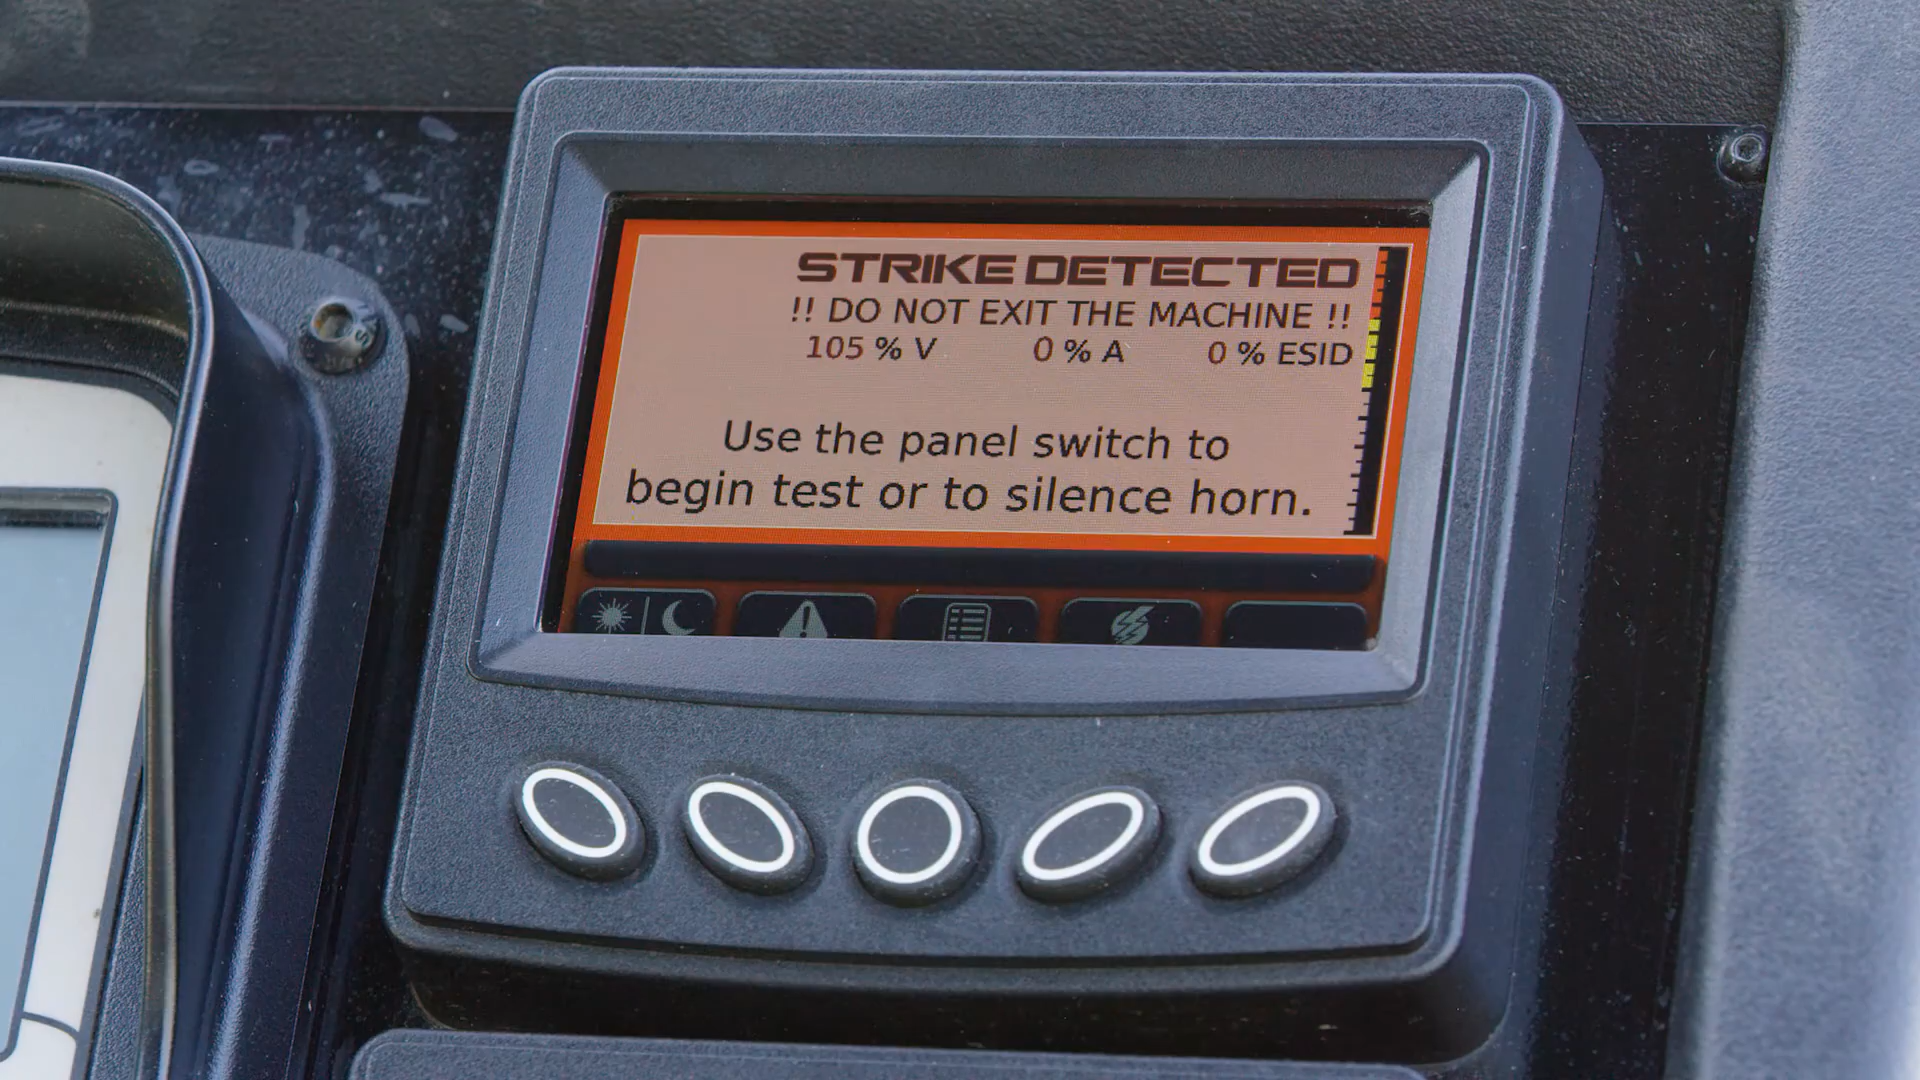 STRIKE DETECTED
!! DO NOT EXIT THE MACHINE !!
105 % V 0 % A 0 % ESID
Use the panel switch to
begin test or to silence horn.